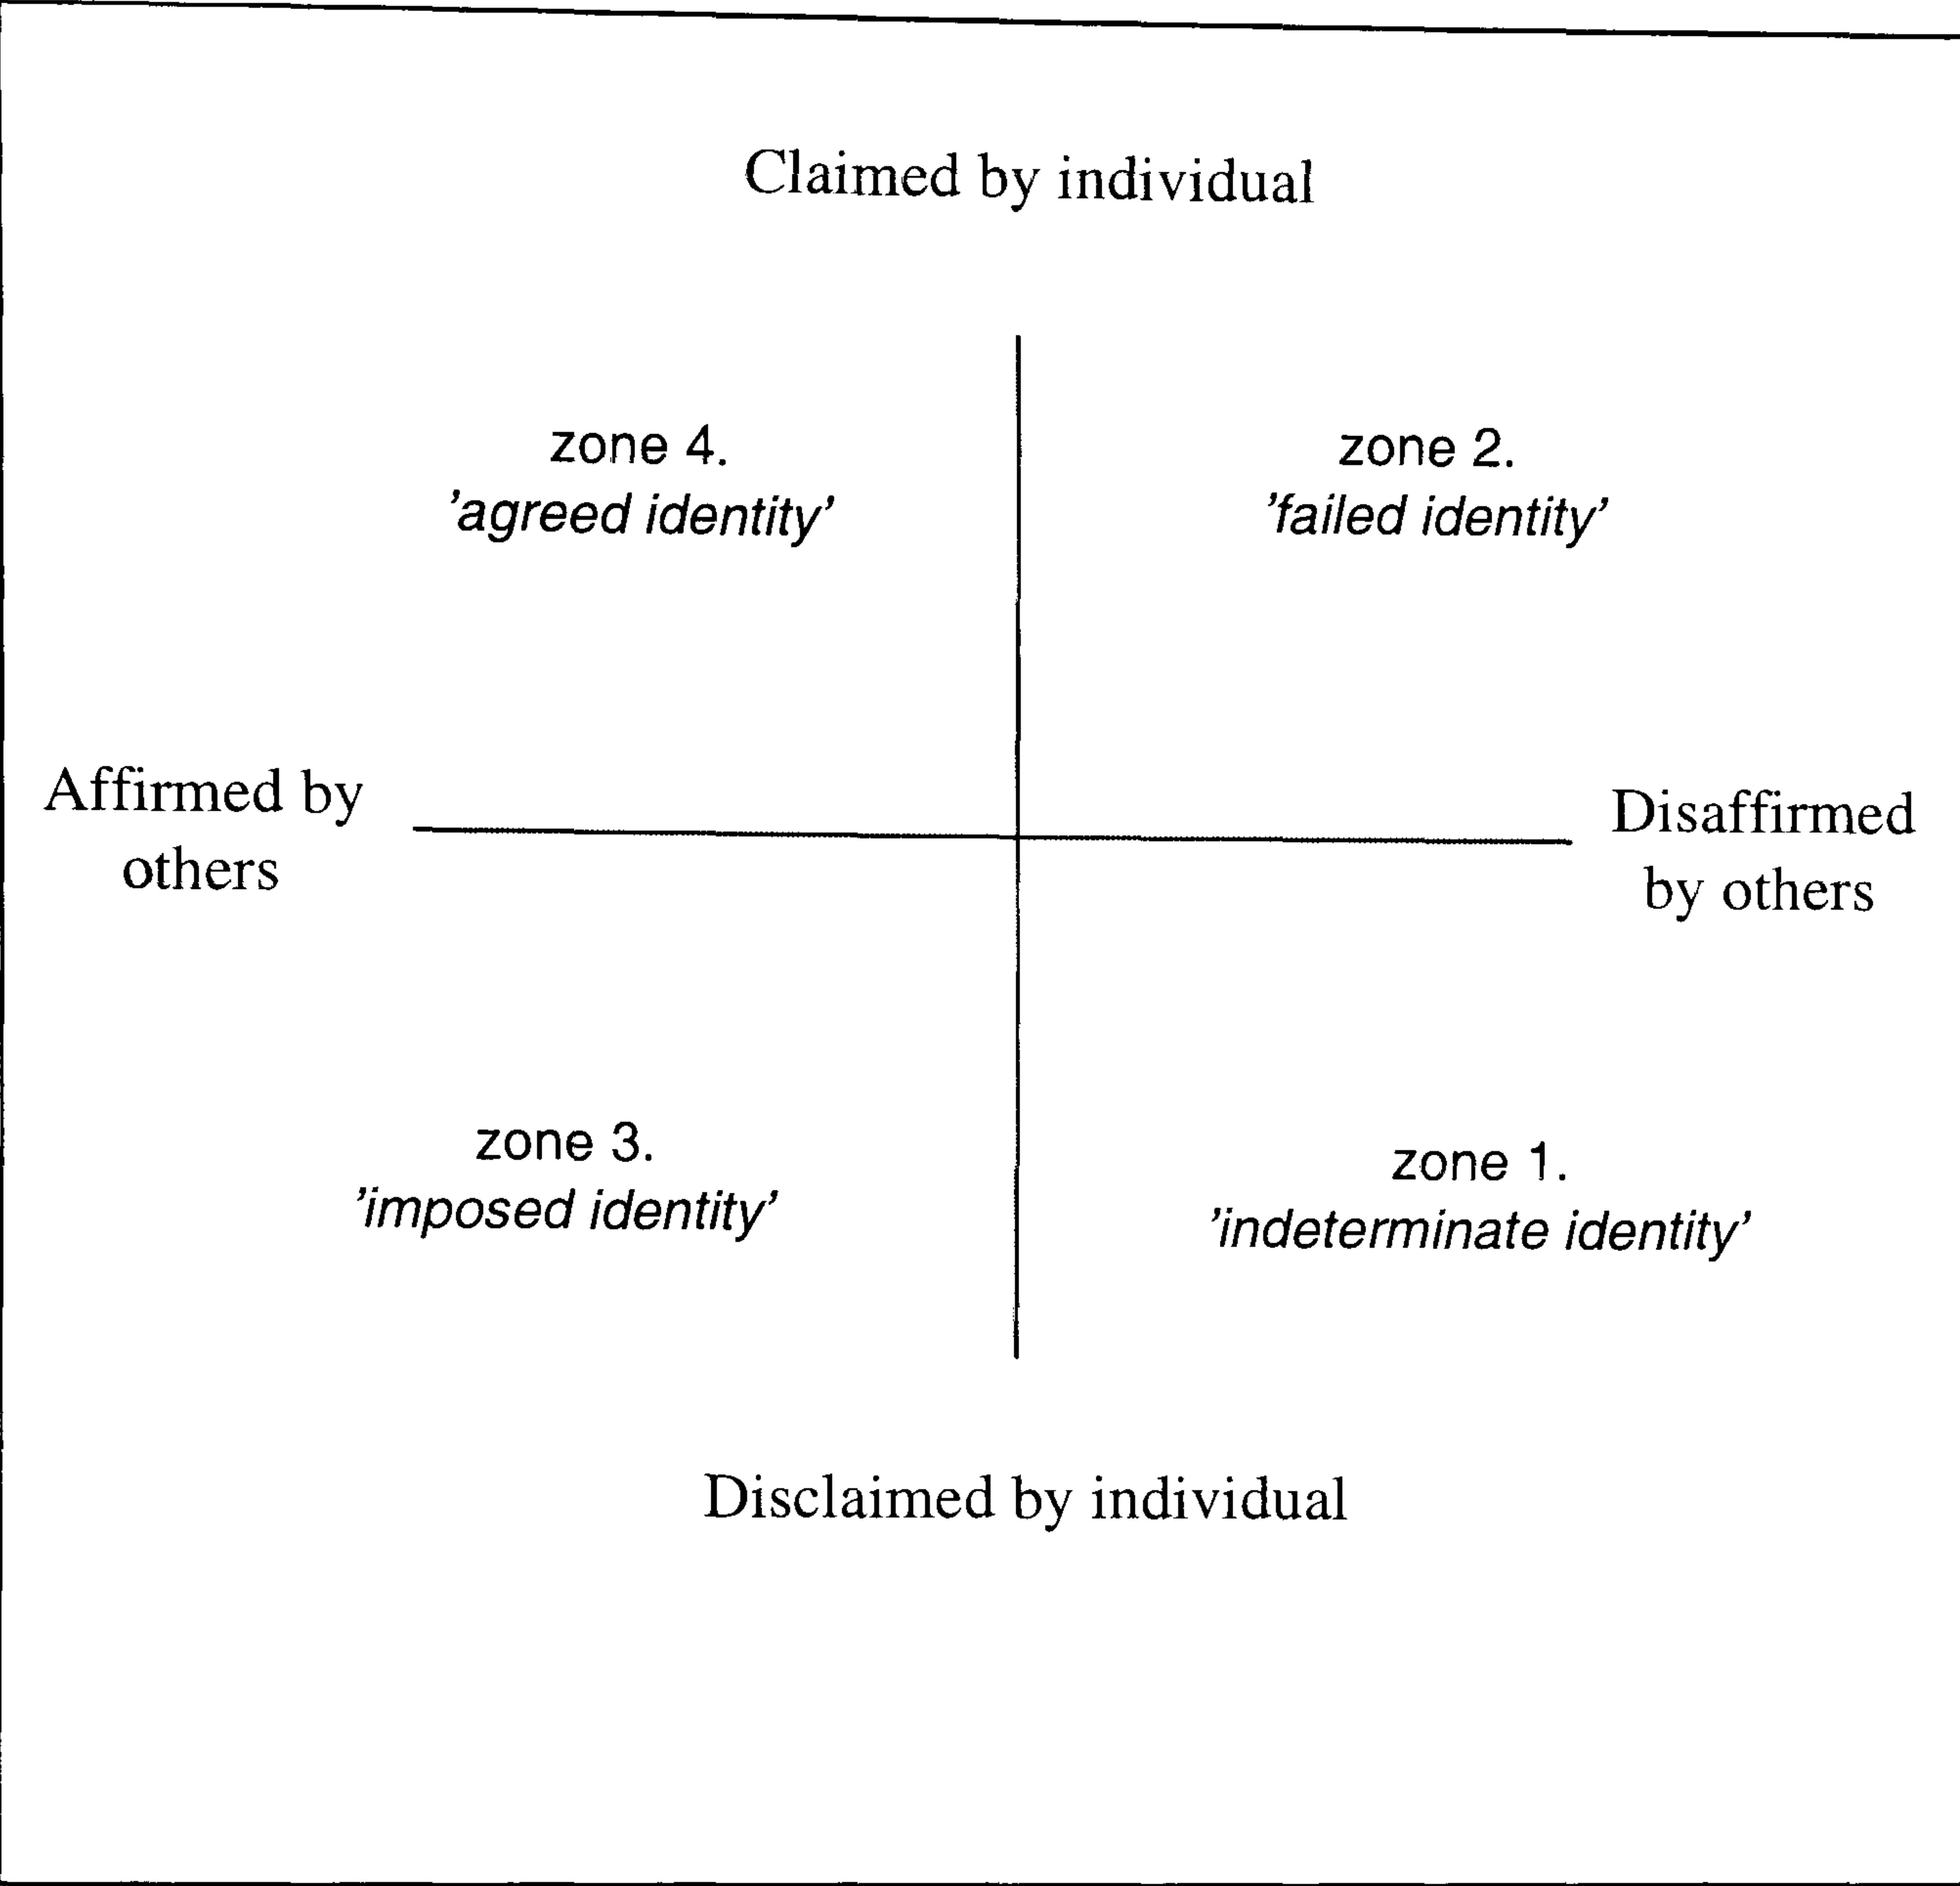 Claimed by individual
zone 4.
'agreed identity'
zone 2.
'failed identity'
Affirmed by
others
Disaffirmed
by others
zone 3.
'imposed identity'
zone 1.
'indeterminate identity'
Disclaimed by individual